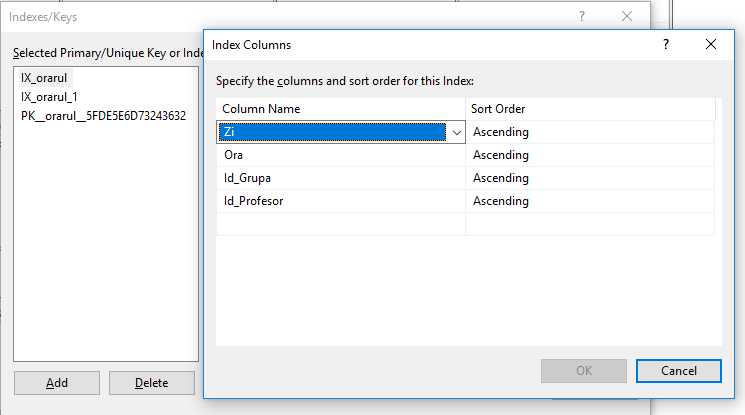 Indexes/Keys
Selected Primary/Unique Key or Inde
IX_orarul
IX_orarul_1
PK__orarul__5FDE5E6D73243632
Add
Delete
Index Columns
?
Specify the columns and sort order for this Index:
Column Name Sort Order
Zi Ascending
Ora Ascending
Id_Grupa Ascending
Id_Profesor Ascending
OK
Cancel